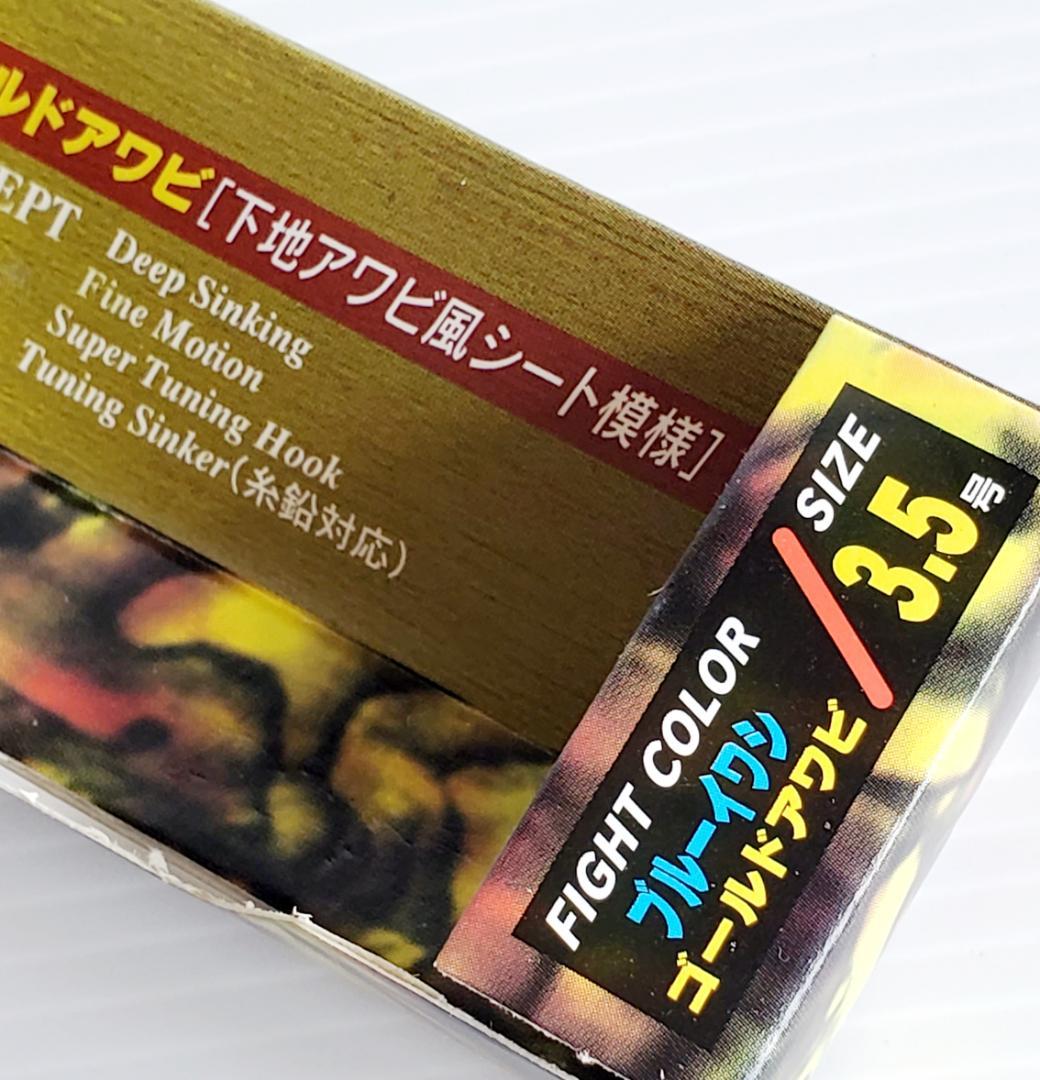 ルドアワビ[下地アワビ風シート模様]
EPT
Deep Sinking
Fine Motion
Super Tuning Hook
Tuning Sinker(糸鉛対応)
SIZE
3.5号
FIGHT COLOR
ブルーイワシ
ゴールドアワビ